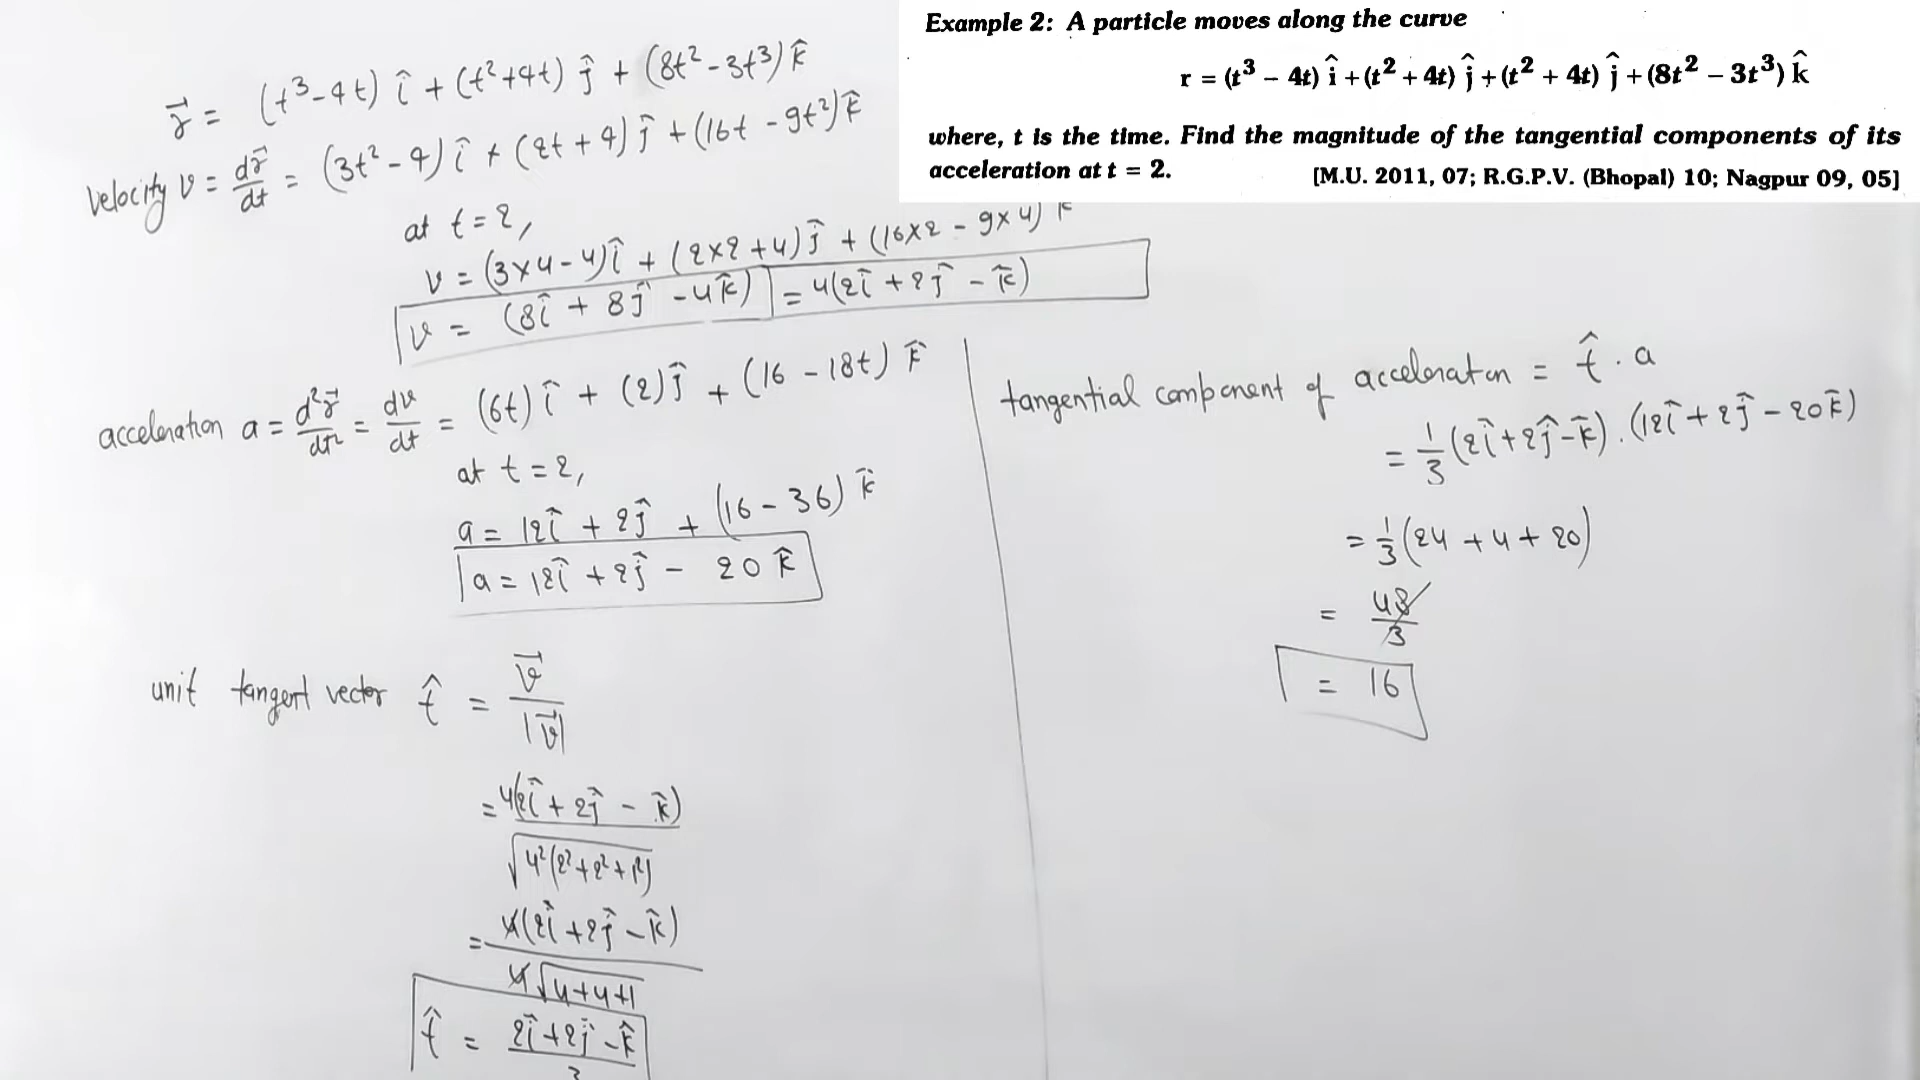 Example 2: A particle moves along the curve
r = (t³ – 4t) î + (t² + 4t) ĵ + (t² + 4t) ĵ + (8t² – 3t³) k̂
where, t is the time. Find the magnitude of the tangential components of its
acceleration at t = 2. [M.U. 2011, 07; R.G.P.V. (Bhopal) 10; Nagpur 09, 05]
r⃗ = (t³-4t) î + (t²+4t) ĵ + (8t²-3t³) k̂
velocity v = dr⃗/dt = (3t²-4) î + (2t+4) ĵ + (16t - 9t²) k̂
at t=2,
v = (3×4-4) î + (2×2+4) ĵ + (16×2 - 9×4) k̂
v = (8î + 8ĵ - 4k̂) = 4(2î + 2ĵ - k̂)
acceleration a = d²r⃗/dt² = dv/dt = (6t) î + (2) ĵ + (16 - 18t) k̂
at t=2,
a = 12î + 2ĵ + (16-36) k̂
a = 12î + 2ĵ - 20 k̂
unit tangent vector t̂ = v⃗/|v⃗|
= 4(2î + 2ĵ - k̂)/√4²(2²+2²+1²)
= 4(2î + 2ĵ - k̂)/4√4+4+1
t̂ = 2î+2ĵ-k̂/3
tangential component of acceleration = t̂ . a
= 1/3 (2î+2ĵ-k̂) . (12î + 2ĵ - 20k̂)
= 1/3 (24 + 4 + 20)
= 48/3
= 16